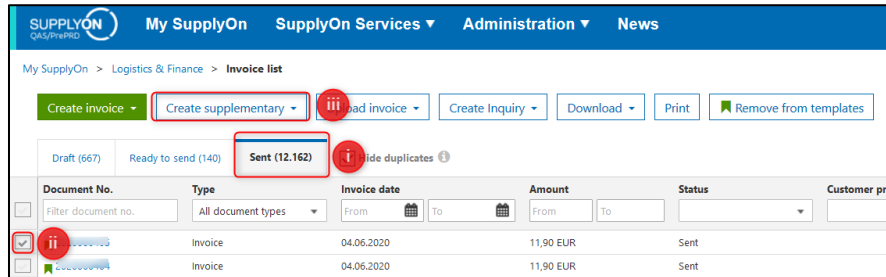 SUPPLYON My SupplyOn SupplyOn Services ▼ Administration ▼ News
QAS/PrePRD
My SupplyOn > Logistics & Finance > Invoice list
Create invoice Create supplementary iii load invoice Create Inquiry Download Print Remove from templates
Draft (667) Ready to send (140) Sent (12.162) i Hide duplicates
Document No. Type Invoice date Amount Status Customer pr
Filter document no. All document types From To From To
ii Invoice 04.06.2020 11,90 EUR Sent
Invoice 04.06.2020 11,90 EUR Sent